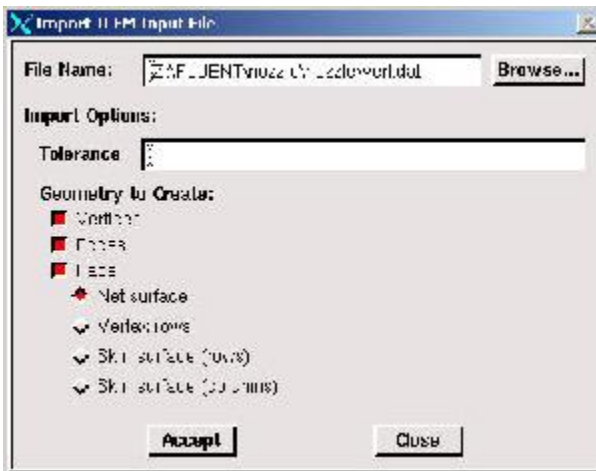 Import ICEM Input File
File Name:
Browse...
Import Options:
Tolerance
Geometry to Create:
Vertices
Edges
Face
Net surface
Vertex rows
Skin surface (rows)
Skin surface (columns)
Accept
Close